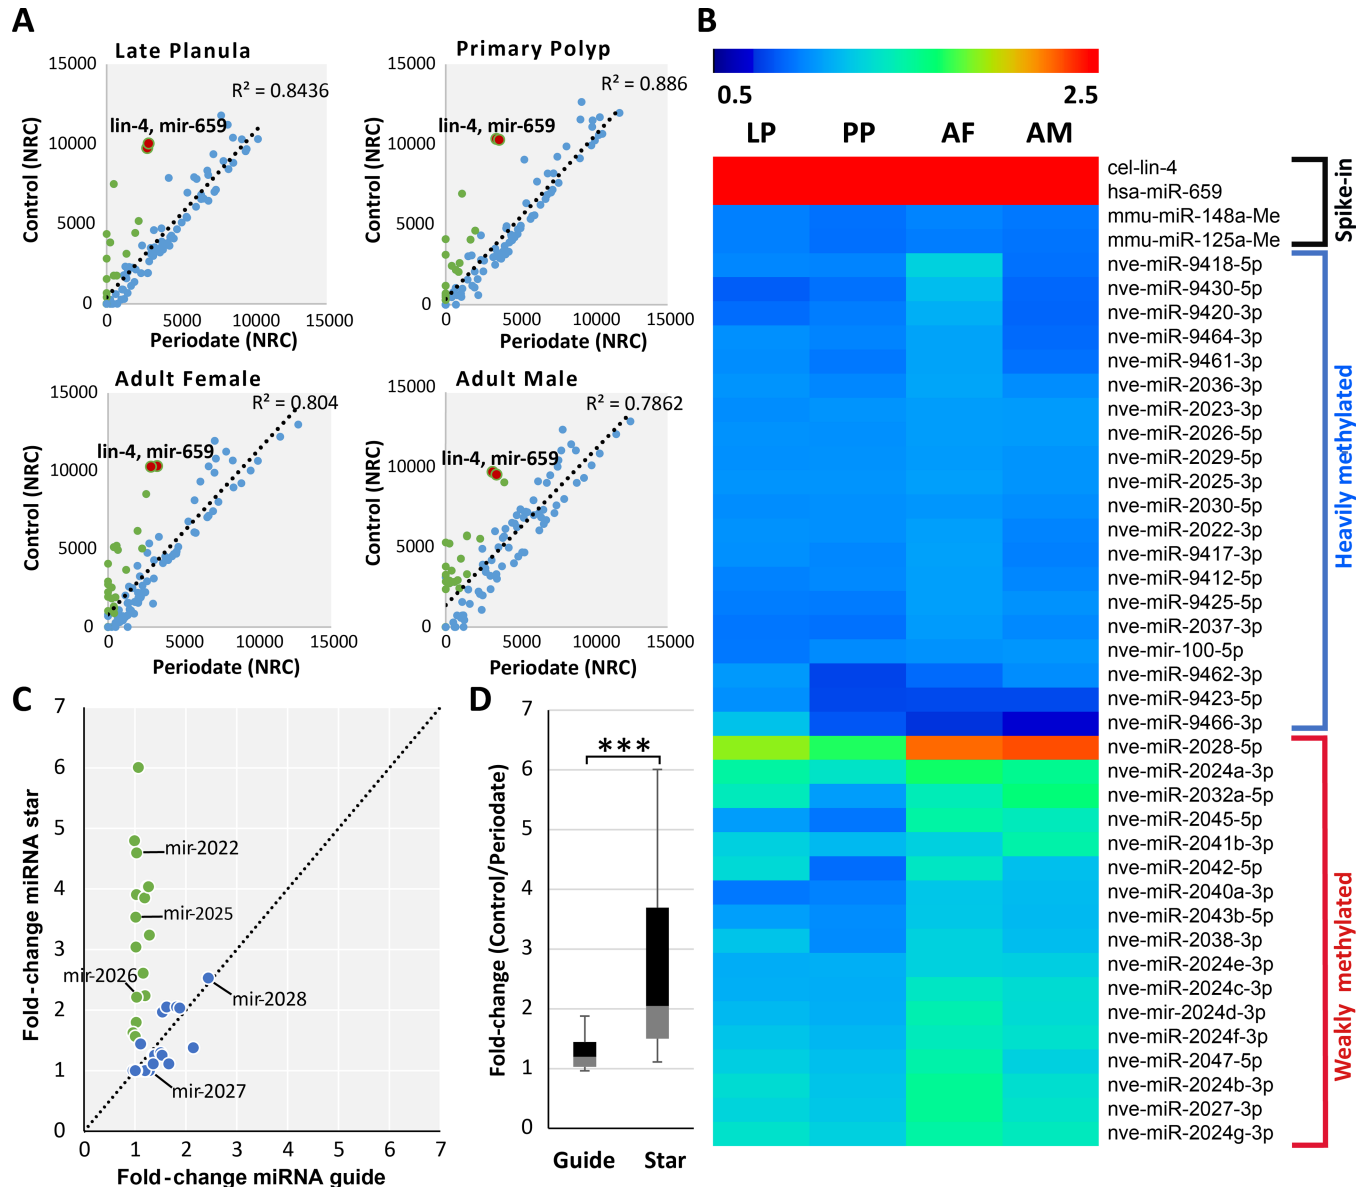 A
Late Planula
15000
10000
5000
0
0
5000
10000
15000
R² = 0.8436
lin-4, mir-659
Control (NRC)
Periodate (NRC)
Primary Polyp
15000
10000
5000
0
0
5000
10000
15000
R² = 0.886
lin-4, mir-659
Control (NRC)
Periodate (NRC)
Adult Female
15000
10000
5000
0
0
5000
10000
15000
R² = 0.804
lin-4, mir-659
Control (NRC)
Periodate (NRC)
Adult Male
15000
10000
5000
0
0
5000
10000
15000
R² = 0.7862
lin-4, mir-659
Control (NRC)
Periodate (NRC)
B
0.5
2.5
LP PP AF AM
cel-lin-4
hsa-miR-659
mmu-miR-148a-Me
mmu-miR-125a-Me
nve-miR-9418-5p
nve-miR-9430-5p
nve-miR-9420-3p
nve-miR-9464-3p
nve-miR-9461-3p
nve-miR-2036-3p
nve-miR-2023-3p
nve-miR-2026-5p
nve-miR-2029-5p
nve-miR-2025-3p
nve-miR-2030-5p
nve-miR-2022-3p
nve-miR-9417-3p
nve-miR-9412-5p
nve-miR-9425-5p
nve-miR-2037-3p
nve-mir-100-5p
nve-miR-9462-3p
nve-miR-9423-5p
nve-miR-9466-3p
nve-miR-2028-5p
nve-miR-2024a-3p
nve-miR-2032a-5p
nve-miR-2045-5p
nve-miR-2041b-3p
nve-miR-2042-5p
nve-miR-2040a-3p
nve-miR-2043b-5p
nve-miR-2038-3p
nve-miR-2024e-3p
nve-miR-2024c-3p
nve-mir-2024d-3p
nve-miR-2024f-3p
nve-miR-2047-5p
nve-miR-2024b-3p
nve-miR-2027-3p
nve-miR-2024g-3p
Spike-in
Heavily methylated
Weakly methylated
C
7
6
5
4
3
2
1
0
0 1 2 3 4 5 6 7
mir-2022
mir-2025
mir-2026
mir-2028
mir-2027
Fold-change miRNA star
Fold-change miRNA guide
D
7
6
5
4
3
2
1
0
***
Fold-change (Control/Periodate)
Guide Star